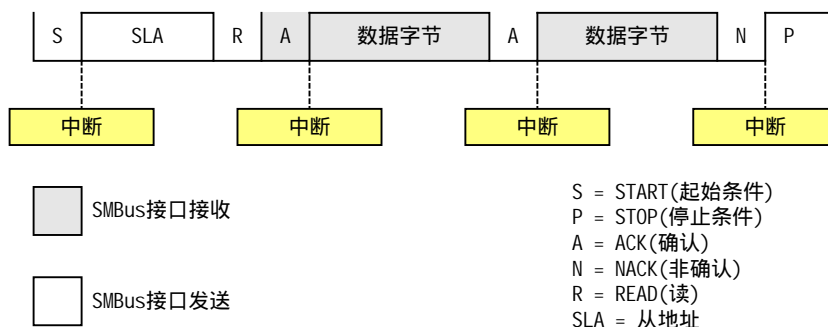 S SLA R A 数据字节 A 数据字节 N P
中断 中断 中断 中断
S = START(起始条件)
SMBus接口接收
P = STOP(停止条件)
A = ACK(确认)
N = NACK(非确认)
R = READ(读)
SMBus接口发送
SLA = 从地址